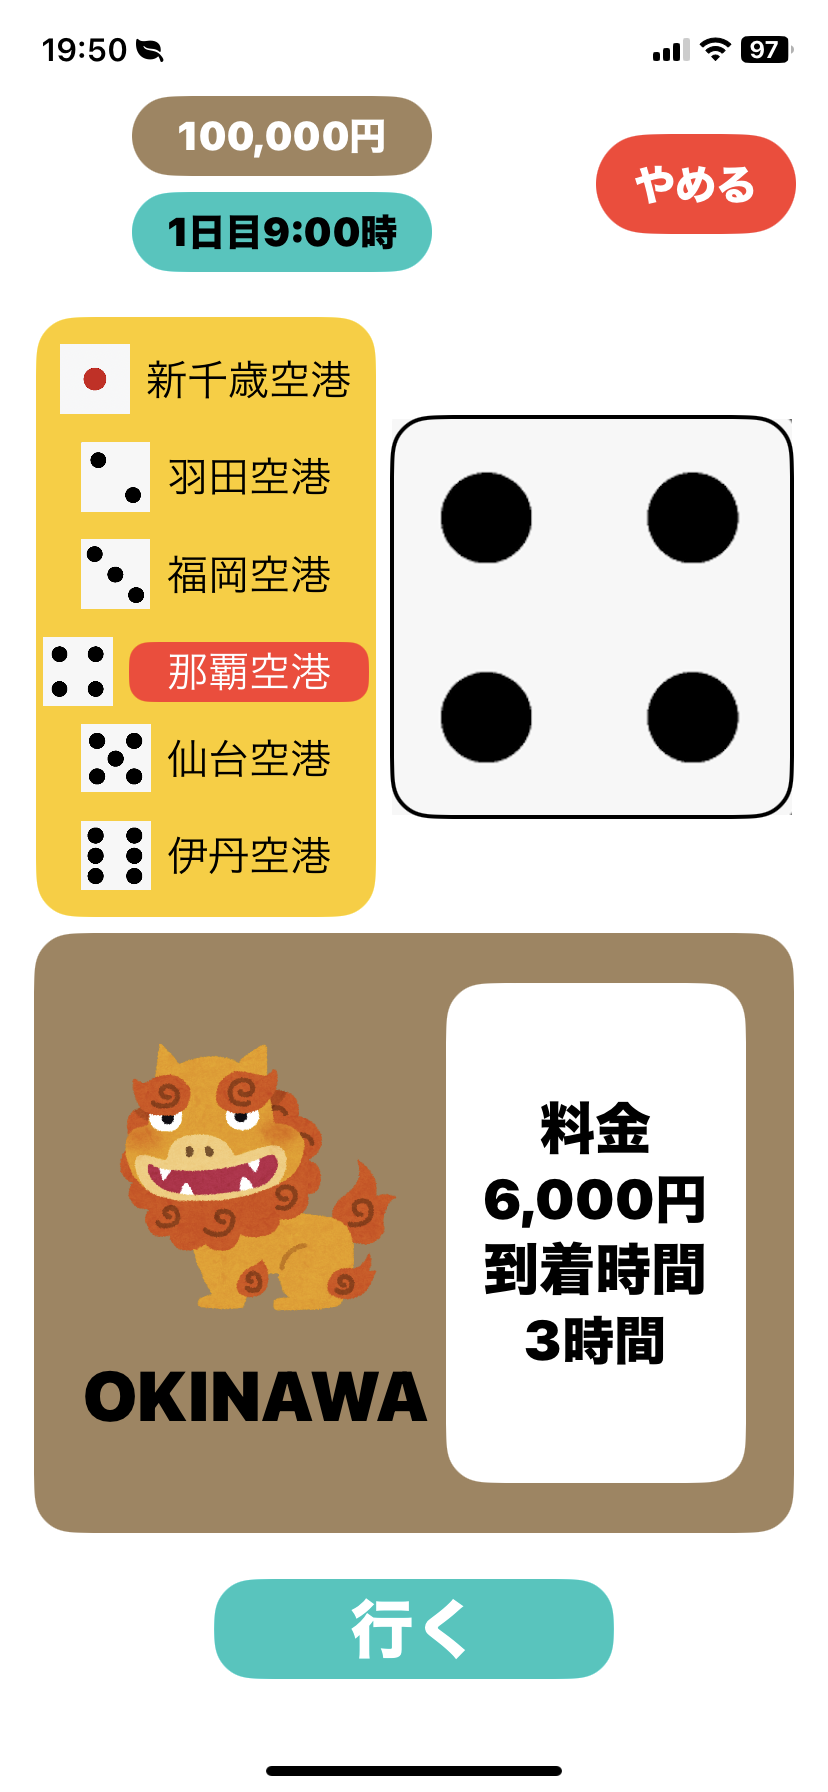 19:50
97
100,000円
やめる
1日目9:00時
新千歳空港
羽田空港
福岡空港
那覇空港
仙台空港
伊丹空港
料金
6,000円
到着時間
3時間
OKINAWA
行く